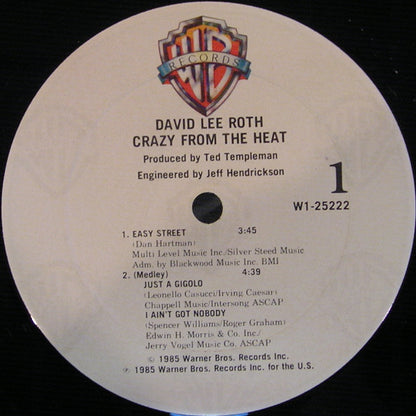 WB
RECORDS
DAVID LEE ROTH
CRAZY FROM THE HEAT
Produced by Ted Templeman
Engineered by Jeff Hendrickson
1
W1-25222
1. EASY STREET 3:45
(Dan Hartman)
Multi Level Music Inc./Silver Steed Music
Adm. by Blackwood Music Inc. BMI
2. (Medley) 4:39
JUST A GIGOLO
(Leonello Casucci/Irving Caesar)
Chappell Music/Intersong ASCAP
I AIN'T GOT NOBODY
(Spencer Williams/Roger Graham)
Edwin H. Morris & Co. Inc./
Jerry Vogel Music Co. ASCAP
© 1985 Warner Bros. Records Inc.
℗ 1985 Warner Bros. Records Inc. for the U.S.